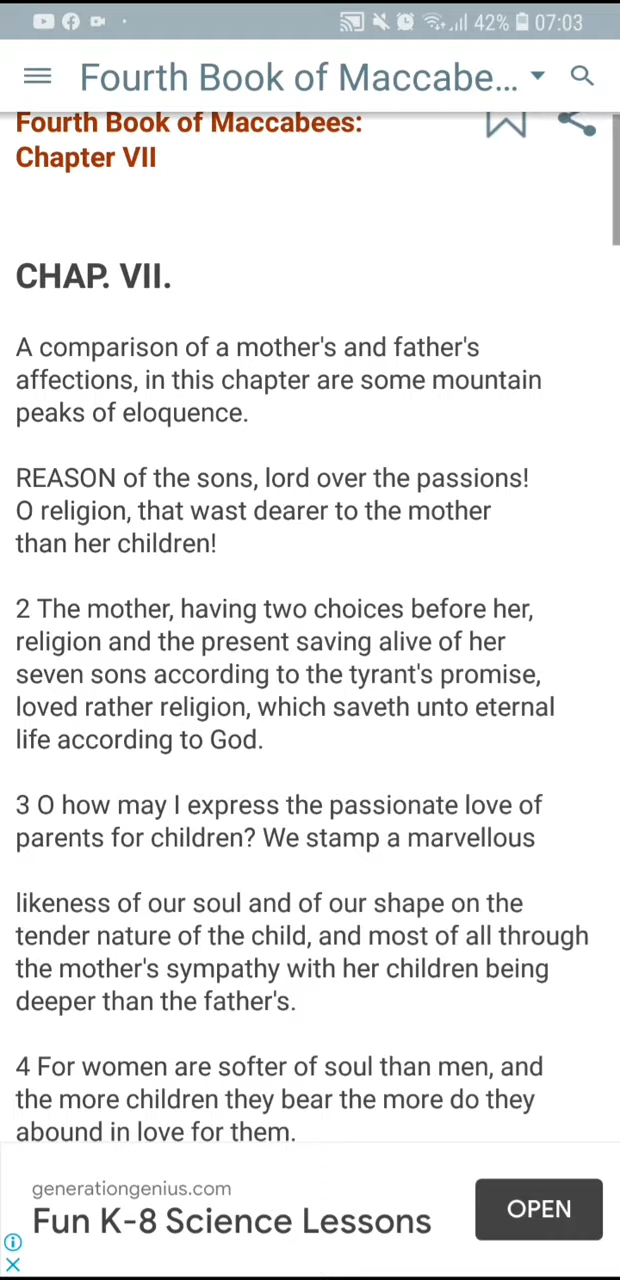 42% 07:03
Fourth Book of Maccabe...
Fourth Book of Maccabees:
Chapter VII
CHAP. VII.
A comparison of a mother's and father's
affections, in this chapter are some mountain
peaks of eloquence.
REASON of the sons, lord over the passions!
O religion, that wast dearer to the mother
than her children!
2 The mother, having two choices before her,
religion and the present saving alive of her
seven sons according to the tyrant's promise,
loved rather religion, which saveth unto eternal
life according to God.
3 O how may I express the passionate love of
parents for children? We stamp a marvellous
likeness of our soul and of our shape on the
tender nature of the child, and most of all through
the mother's sympathy with her children being
deeper than the father's.
4 For women are softer of soul than men, and
the more children they bear the more do they
abound in love for them.
generationgenius.com
Fun K-8 Science Lessons
OPEN